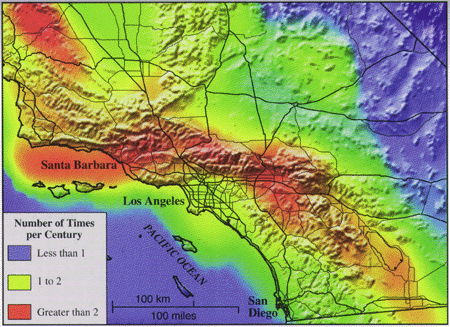 Santa Barbara
Los Angeles
PACIFIC OCEAN
San
Diego
Number of Times
per Century
Less than 1
1 to 2
Greater than 2
100 km
100 miles